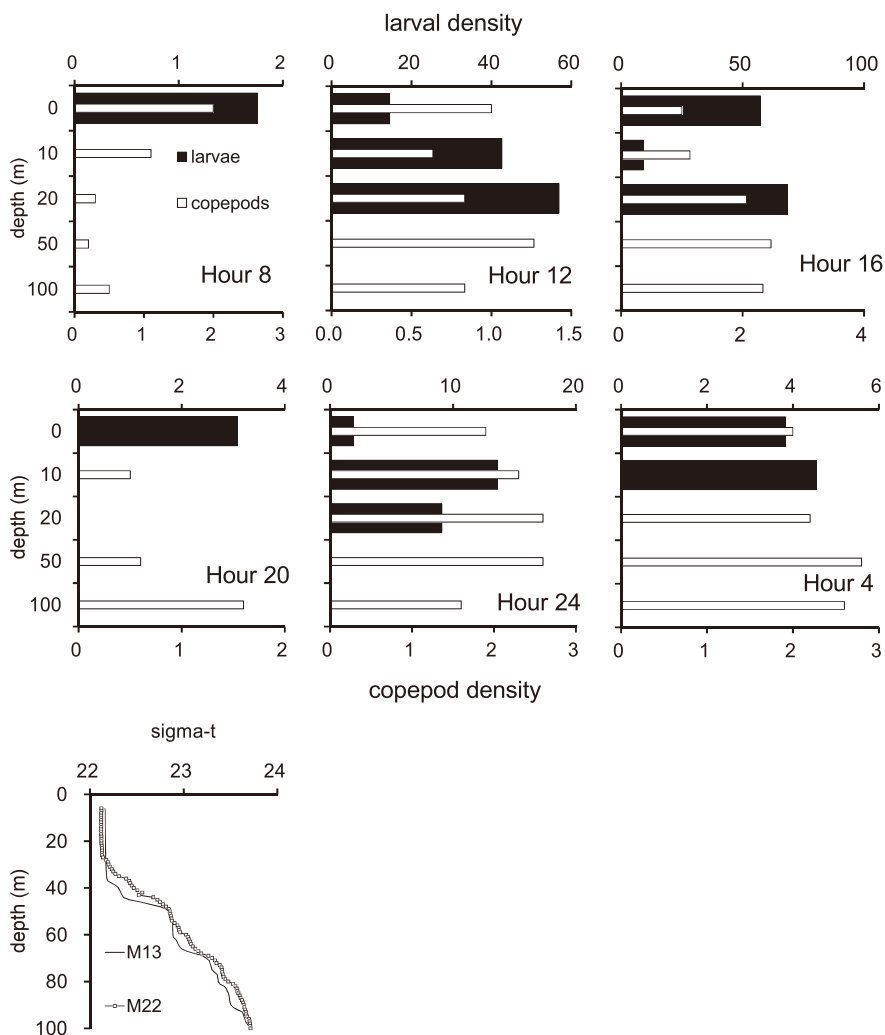 larval density
0 1 2
0 20 40 60
0 50 100
depth (m)
0
10
20
50
100
larvae
copepods
Hour 8
Hour 12
Hour 16
0 1 2 3
0.0 0.5 1.0 1.5
0 2 4
0 2 4
0 10 20
0 2 4 6
depth (m)
0
10
20
50
100
Hour 20
Hour 24
Hour 4
0 1 2
0 1 2 3
0 1 2 3
copepod density
sigma-t
22 23 24
depth (m)
0
20
40
60
80
100
M13
M22